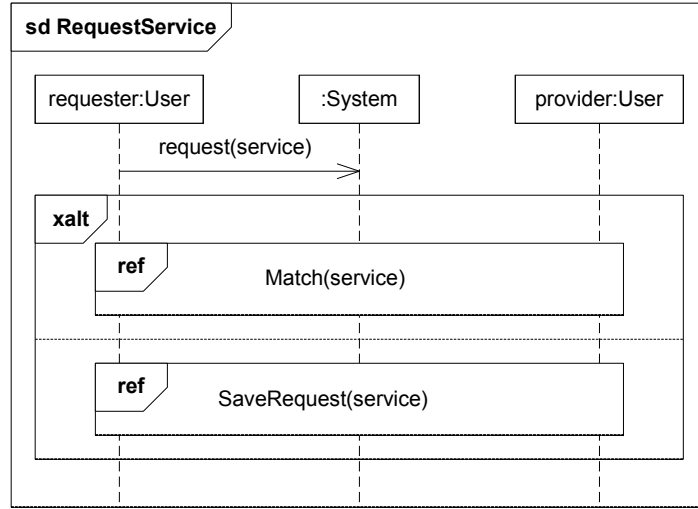 sd RequestService
requester:User
:System
provider:User
request(service)
xalt
ref
Match(service)
ref
SaveRequest(service)